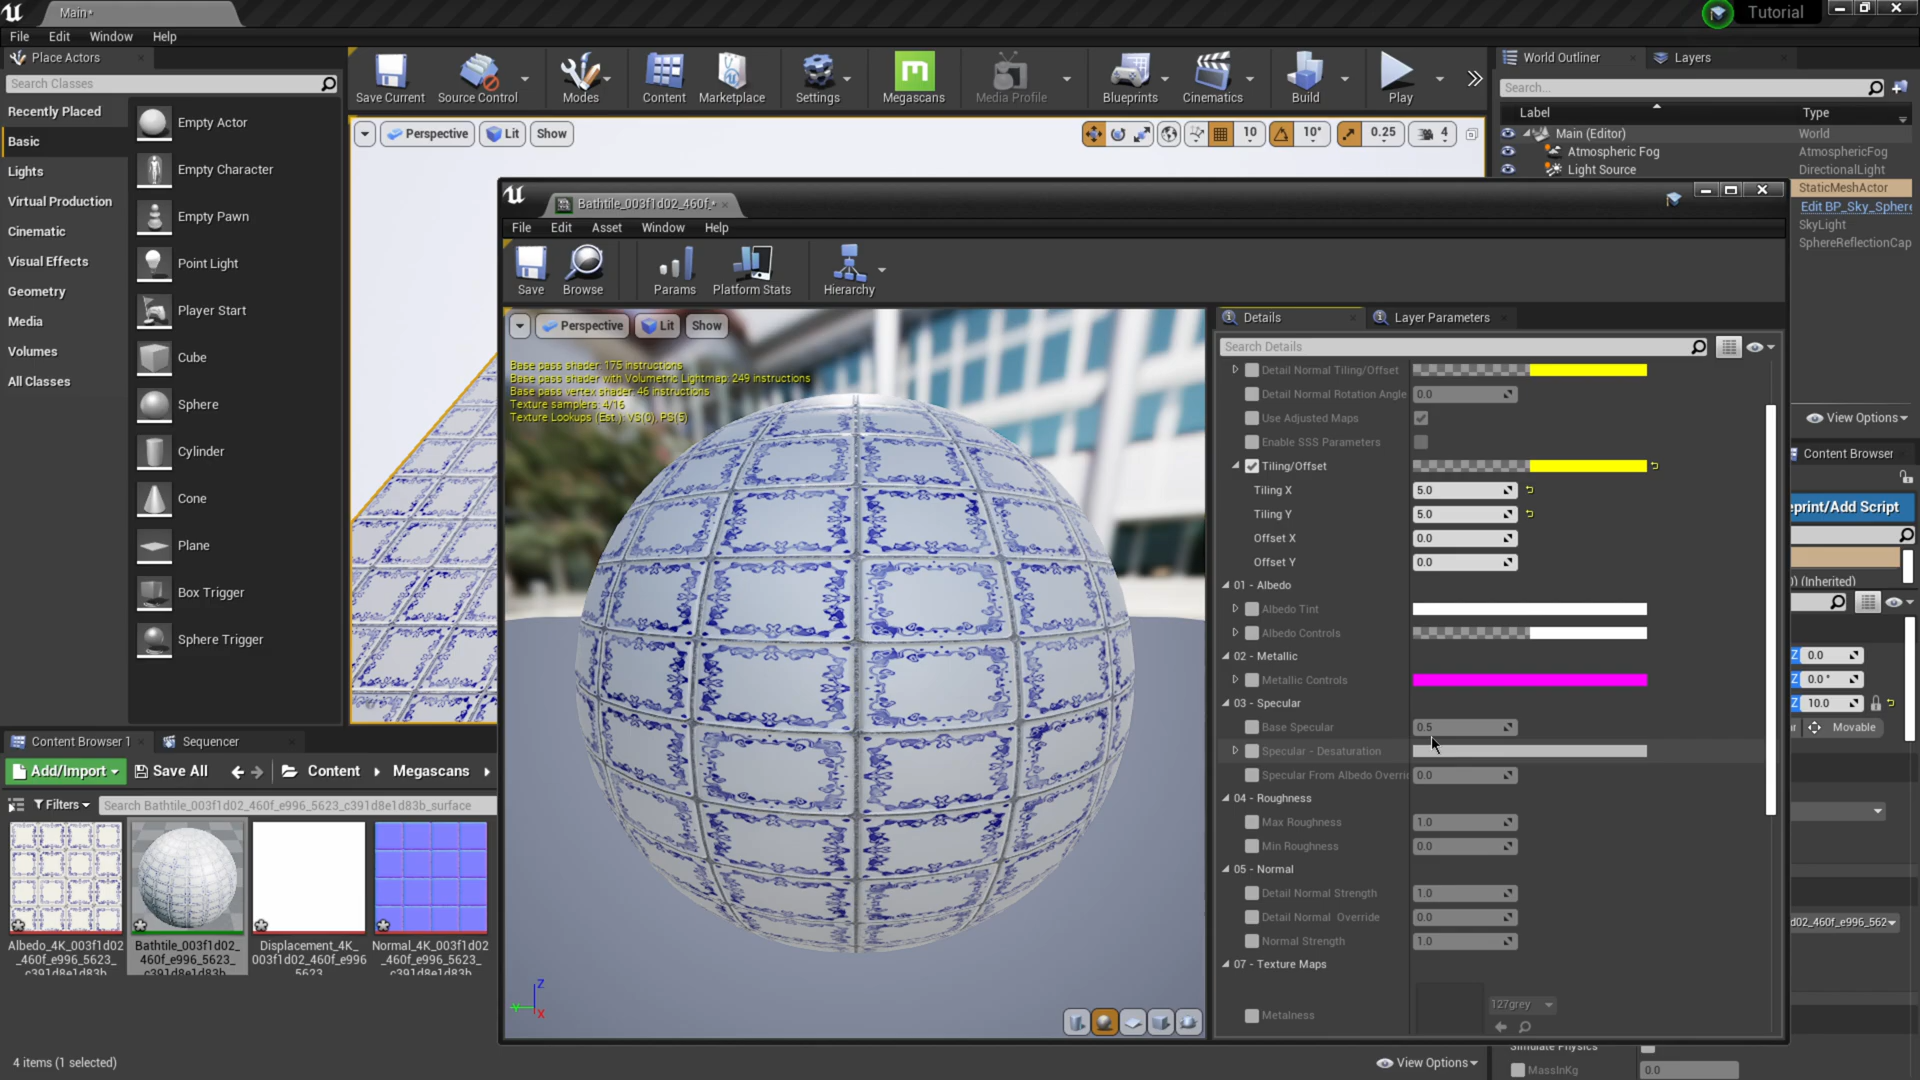 Main*
Tutorial
File Edit Window Help
Place Actors
Search Classes
Recently Placed
Basic
Lights
Virtual Production
Cinematic
Visual Effects
Geometry
Media
Volumes
All Classes
Empty Actor
Empty Character
Empty Pawn
Point Light
Player Start
Cube
Sphere
Cylinder
Cone
Plane
Box Trigger
Sphere Trigger
Save Current
Source Control
Modes
Content
Marketplace
Settings
Megascans
Media Profile
Blueprints
Cinematics
Build
Play
Perspective Lit Show
10 10° 0.25 4
World Outliner Layers
Search...
Label Type
Main (Editor) World
Atmospheric Fog AtmosphericFog
Light Source DirectionalLight
StaticMeshActor
Edit BP_Sky_Sphere
SkyLight
SphereReflectionCap
View Options
Content Browser
eprint/Add Script
) (Inherited)
Z 0.0
Z 0.0 °
Z 10.0
Movable
d02_460f_e996_562
Simulate Physics
MassInKg 0.0
Bathtile_003f1d02_460f_*
File Edit Asset Window Help
Save
Browse
Params
Platform Stats
Hierarchy
Perspective Lit Show
Base pass shader: 175 instructions
Base pass shader with Volumetric Lightmap: 249 instructions
Base pass vertex shader: 46 instructions
Texture samplers: 4/16
Texture Lookups (Est.): VS(0), PS(5)
Z
Y
X
Details Layer Parameters
Search Details
Detail Normal Tiling/Offset
Detail Normal Rotation Angle 0.0
Use Adjusted Maps
Enable SSS Parameters
Tiling/Offset
Tiling X 5.0
Tiling Y 5.0
Offset X 0.0
Offset Y 0.0
01 - Albedo
Albedo Tint
Albedo Controls
02 - Metallic
Metallic Controls
03 - Specular
Base Specular 0.5
Specular - Desaturation
Specular From Albedo Overri 0.0
04 - Roughness
Max Roughness 1.0
Min Roughness 0.0
05 - Normal
Detail Normal Strength 1.0
Detail Normal Override 0.0
Normal Strength 1.0
07 - Texture Maps
Metalness 127grey
Content Browser 1 Sequencer
Add/Import Save All Content Megascans
Filters Search Bathtile_003f1d02_460f_e996_5623_c391d8e1d83b_surface
Albedo_4K_003f1d02
_460f_e996_5623_
c391d8e1d83b
Bathtile_003f1d02_
460f_e996_5623_
c391d8e1d83b
Displacement_4K_
003f1d02_460f_e996
5623
Normal_4K_003f1d02
_460f_e996_5623_
c391d8e1d83b
4 items (1 selected)
View Options